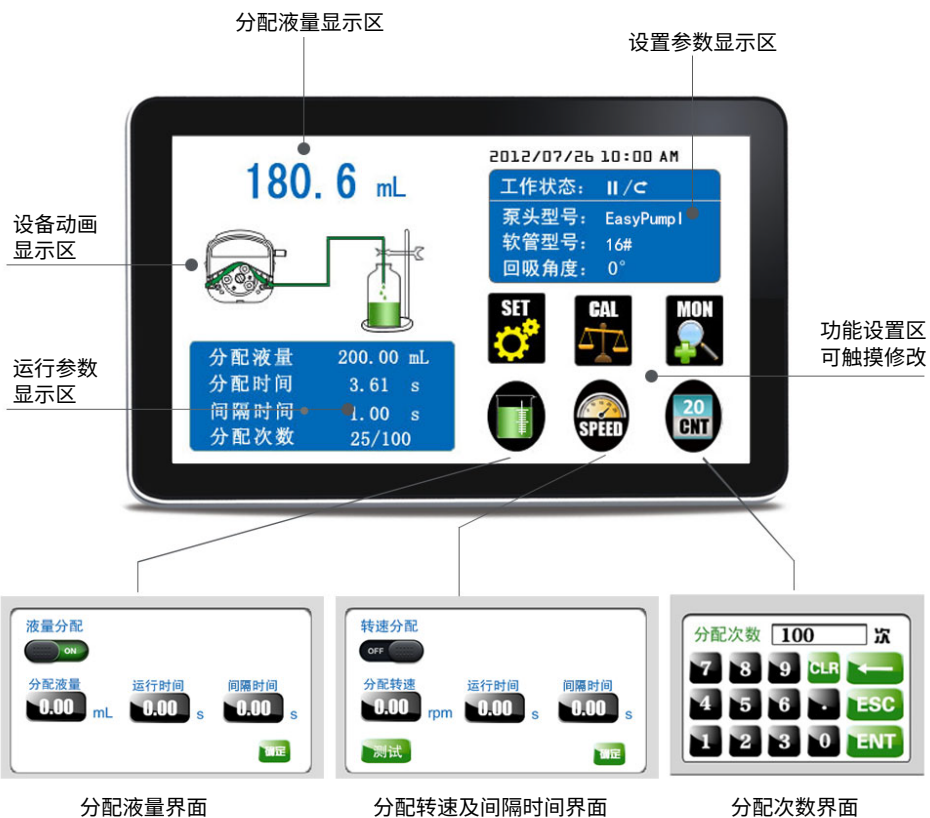 分配液量显示区
设置参数显示区
180.6 mL
2012/07/26 10:00 AM
工作状态: II/C
泵头型号: EasyPumpI
软管型号: 16#
回吸角度: 0°
设备动画
显示区
SET
CAL
MON
功能设置区
可触摸修改
运行参数
显示区
分配液量 200.00 mL
分配时间 3.61 s
间隔时间 1.00 s
分配次数 25/100
SPEED
20
CNT
液量分配
ON
分配液量 运行时间 间隔时间
0.00 mL 0.00 s 0.00 s
确定
分配液量界面
转速分配
OFF
分配转速 运行时间 间隔时间
0.00 rpm 0.00 s 0.00 s
测试 确定
分配转速及间隔时间界面
分配次数 100 次
7 8 9 CLR ←
4 5 6 . ESC
1 2 3 0 ENT
分配次数界面